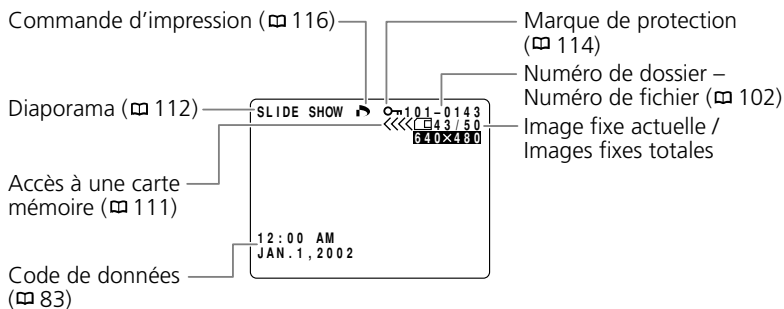 Commande d'impression (116)
Marque de protection
(114)
Numéro de dossier –
Numéro de fichier (102)
Diaporama (112)
Image fixe actuelle /
Images fixes totales
Accès à une carte
mémoire (111)
Code de données
(83)
SLIDE SHOW 101-0143
43/50
640×480
12:00 AM
JAN.1,2002